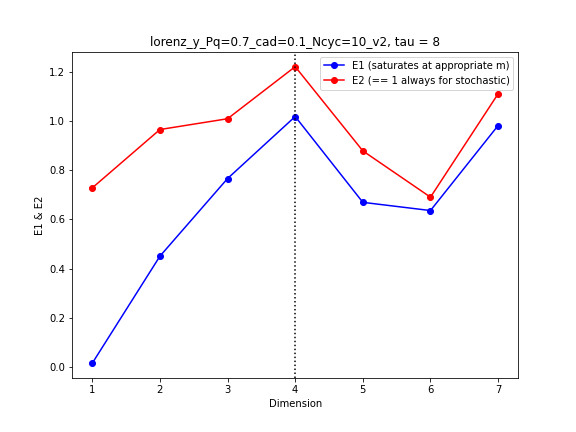 lorenz_y_Pq=0.7_cad=0.1_Ncyc=10_v2, tau = 8
E1 (saturates at appropriate m)
E2 (== 1 always for stochastic)
E1 & E2
1.2
1.0
0.8
0.6
0.4
0.2
0.0
1 2 3 4 5 6 7
Dimension